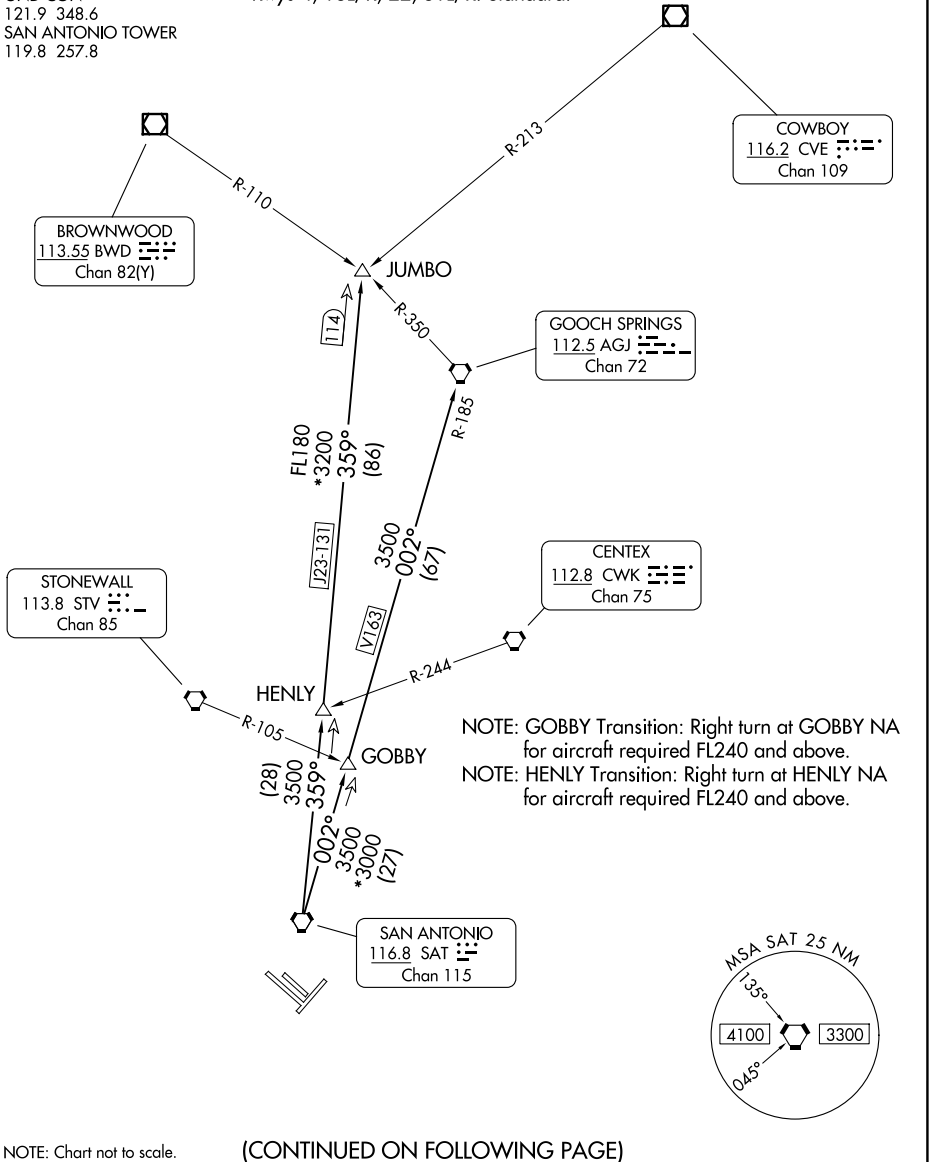 121.9 348.6
SAN ANTONIO TOWER
119.8 257.8
COWBOY
116.2 CVE
Chan 109
R-213
R-110
BROWNWOOD
113.55 BWD
Chan 82(Y)
JUMBO
114
R-350
GOOCH SPRINGS
112.5 AGJ
Chan 72
R-185
FL180
*3200
359°
(86)
J23-131
3500
002°
(67)
V163
CENTEX
112.8 CWK
Chan 75
STONEWALL
113.8 STV
Chan 85
R-244
HENLY
R-105
GOBBY
NOTE: GOBBY Transition: Right turn at GOBBY NA
for aircraft required FL240 and above.
NOTE: HENLY Transition: Right turn at HENLY NA
for aircraft required FL240 and above.
(28)
3500
359°
002°
3500
*3000
(27)
SAN ANTONIO
116.8 SAT
Chan 115
MSA SAT 25 NM
135°
4100
3300
045°
NOTE: Chart not to scale.
(CONTINUED ON FOLLOWING PAGE)